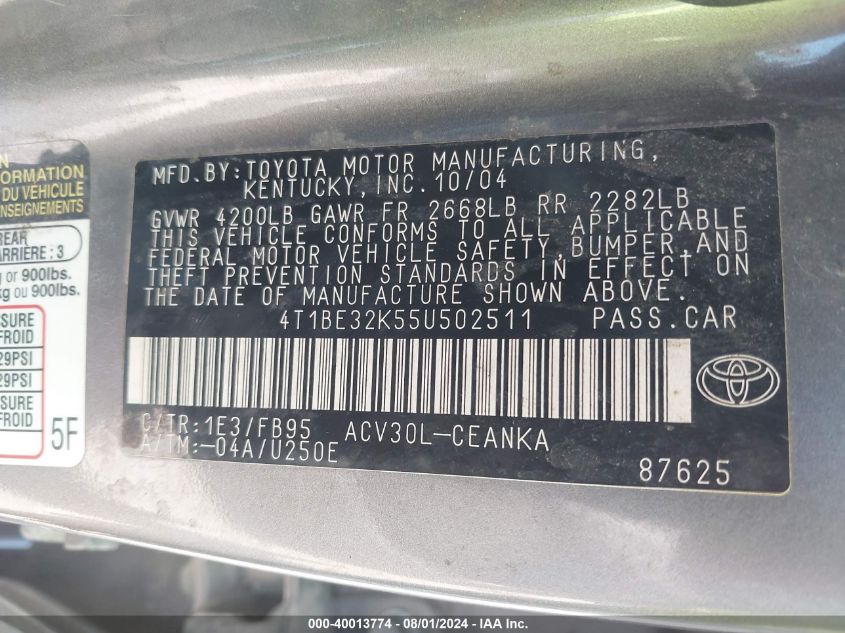 MFD.BY:TOYOTA MOTOR MANUFACTURING,
KENTUCKY,INC.10/04
GVWR 4200LB GAWR FR 2668LB RR 2282LB
THIS VEHICLE CONFORMS TO ALL APPLICABLE
FEDERAL MOTOR VEHICLE SAFETY,BUMPER,AND
THEFT PREVENTION STANDARDS IN EFFECT ON
THE DATE OF MANUFACTURE SHOWN ABOVE.
4T1BE32K55U502511 PASS.CAR
C/TR:1E3/FB95 ACV30L-CEANKA
A/TM:-04A/U250E
87625
ORMATION
DU VÉHICULE
ENSEIGNEMENTS
REAR
ARRIERE : 3
g or 900lbs.
kg ou 900lbs.
SURE
FROID
29PSI
29PSI
SURE
FROID
5F
000-40013774 - 08/01/2024 - IAA Inc.